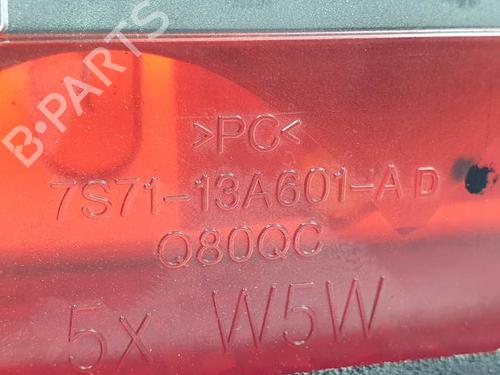 B-PARTS
>PC<
7S71-13A601-AD
Q80QC
5x W5W